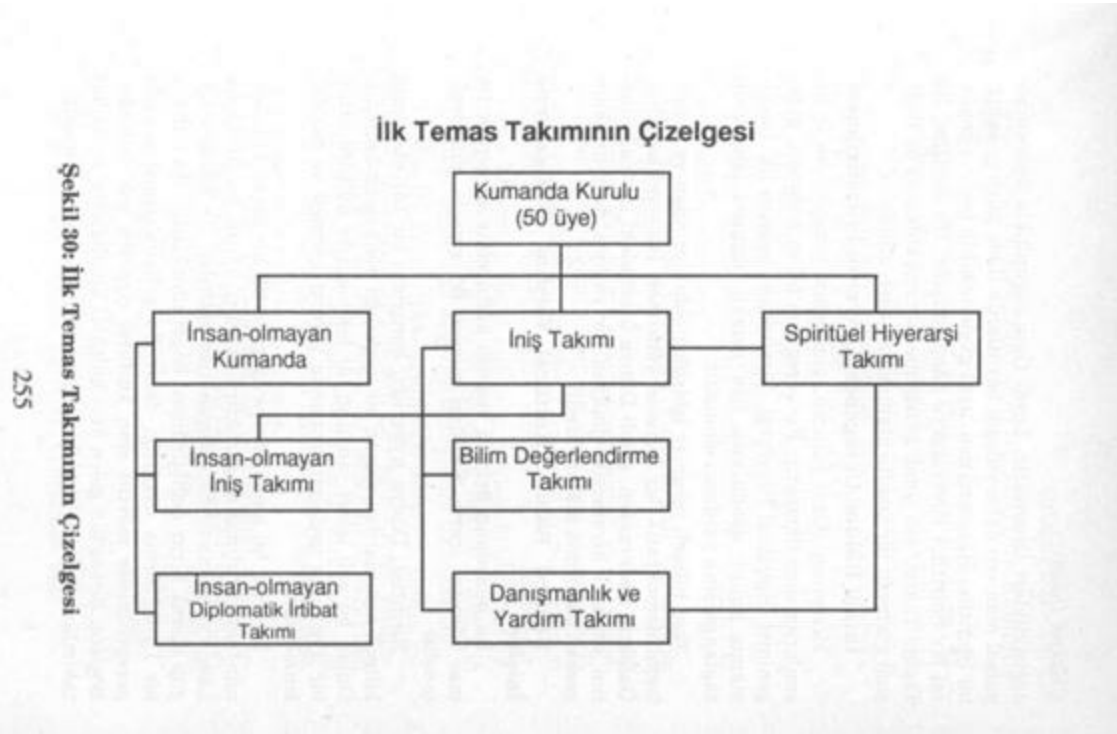 İlk Temas Takımının Çizelgesi
Kumanda Kurulu
(50 üye)
İnsan-olmayan
Kumanda
İniş Takımı
Spiritüel Hiyerarşi
Takımı
İnsan-olmayan
İniş Takımı
Bilim Değerlendirme
Takımı
İnsan-olmayan
Diplomatik İrtibat
Takımı
Danışmanlık ve
Yardım Takımı
Şekil 30: İlk Temas Takımının Çizelgesi
255